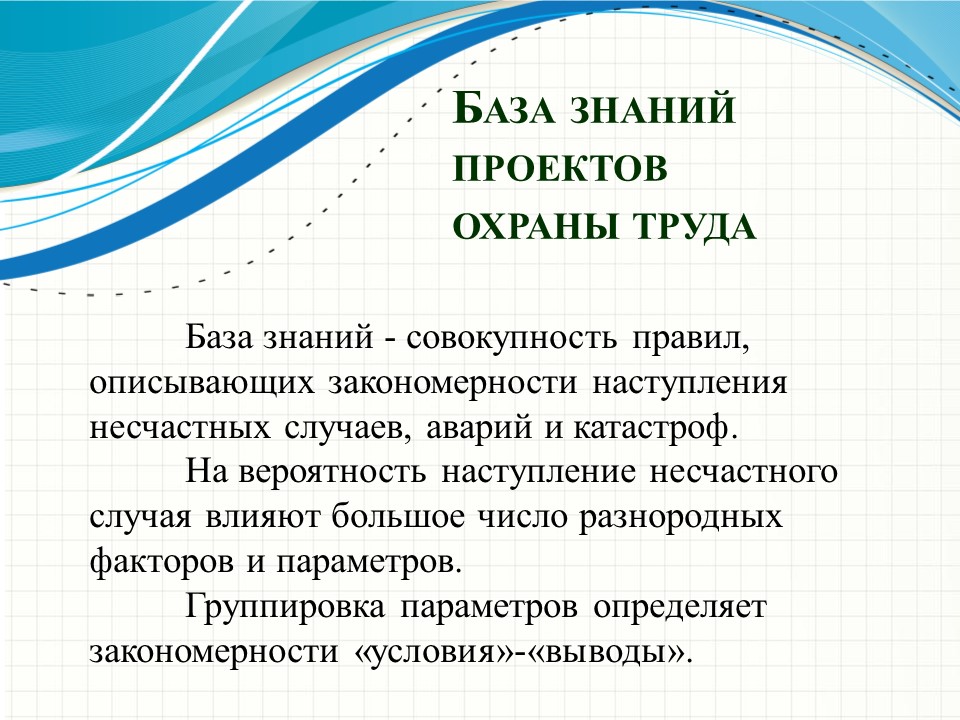 База знаний
проектов
охраны труда
База знаний - совокупность правил,
описывающих закономерности наступления
несчастных случаев, аварий и катастроф.
На вероятность наступление несчастного
случая влияют большое число разнородных
факторов и параметров.
Группировка параметров определяет
закономерности «условия»-«выводы».